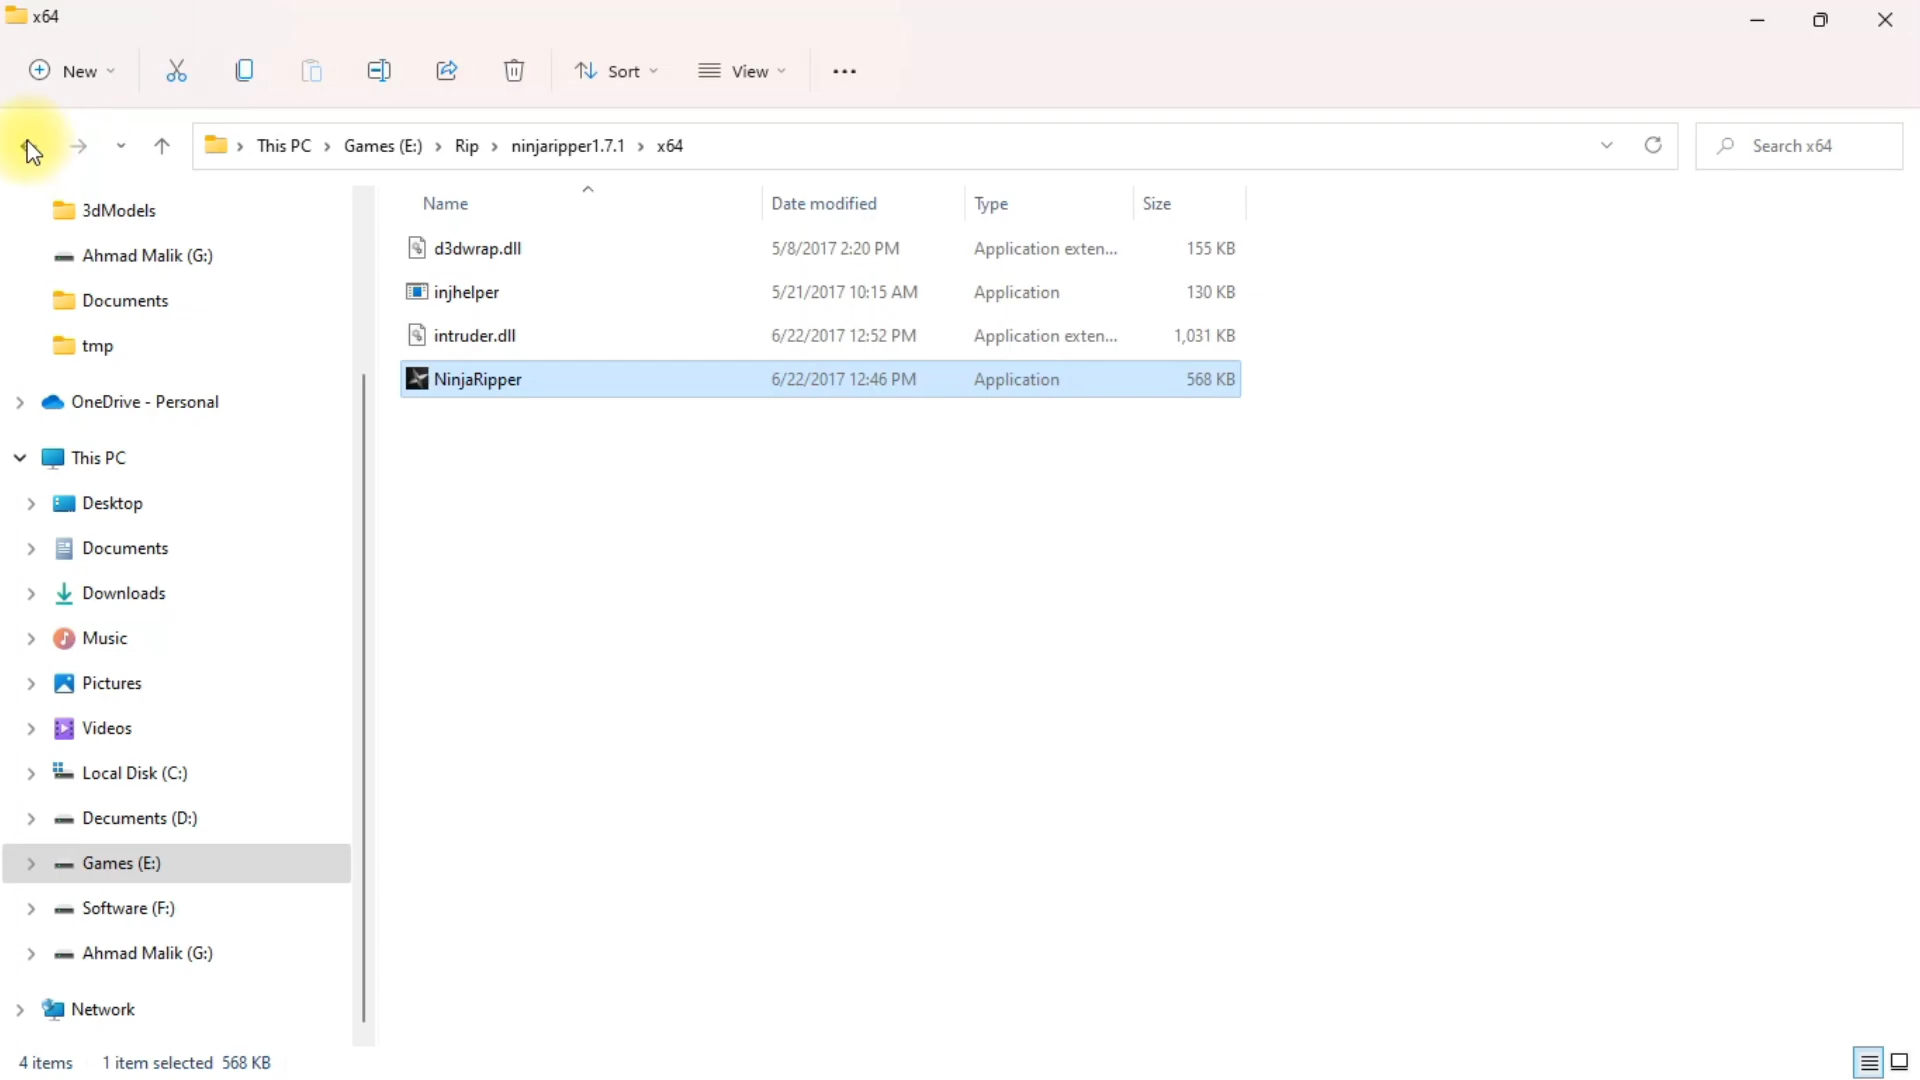 x64
New
Sort
View
This PC > Games (E:) > Rip > ninjaripper1.7.1 > x64
Search x64
Name Date modified Type Size
d3dwrap.dll 5/8/2017 2:20 PM Application exten... 155 KB
injhelper 5/21/2017 10:15 AM Application 130 KB
intruder.dll 6/22/2017 12:52 PM Application exten... 1,031 KB
NinjaRipper 6/22/2017 12:46 PM Application 568 KB
3dModels
Ahmad Malik (G:)
Documents
tmp
OneDrive - Personal
This PC
Desktop
Documents
Downloads
Music
Pictures
Videos
Local Disk (C:)
Decuments (D:)
Games (E:)
Software (F:)
Ahmad Malik (G:)
Network
4 items 1 item selected 568 KB